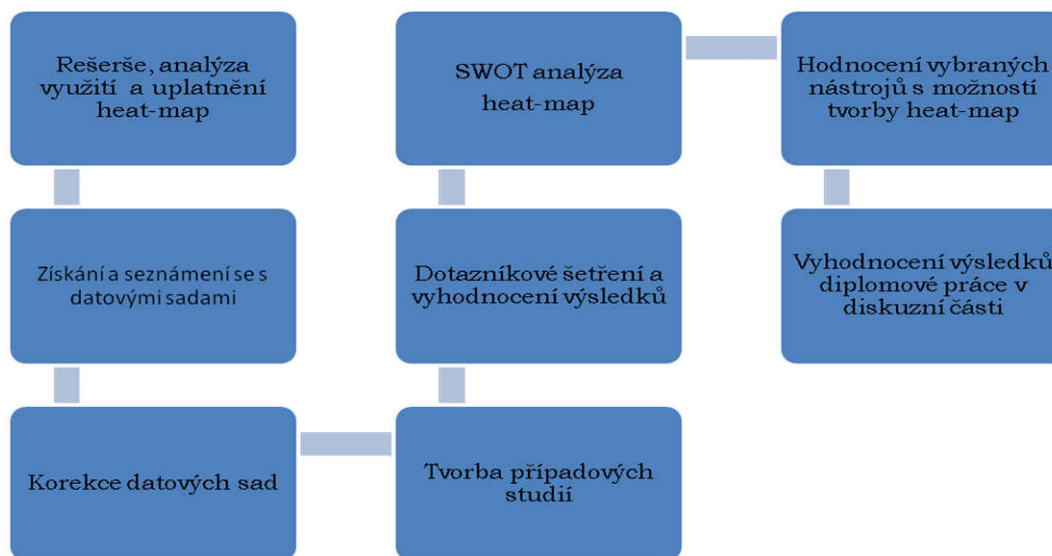 Rešerše, analýza
využití a uplatnění
heat-map
Získání a seznámení se s
datovými sadami
Korekce datových sad
Tvorba případových
studií
Dotazníkové šetření a
vyhodnocení výsledků
SWOT analýza
heat-map
Hodnocení vybraných
nástrojů s možností
tvorby heat-map
Vyhodnocení výsledků
diplomové práce v
diskuzní části